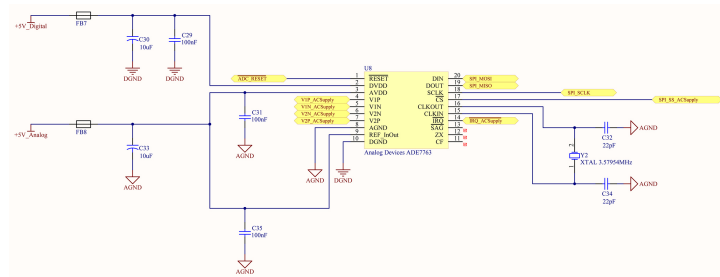 +5V_Digital
FB7
C30
10uF
C29
100nF
DGND
DGND
+5V_Analog
FB8
C33
10uF
AGND
C31
100nF
C35
100nF
AGND
U8
ADC_RESET
V1P_ACSupply
V1N_ACSupply
V2N_ACSupply
V2P_ACSupply
1 RESET DIN 20
2 DVDD DOUT 19
3 AVDD SCLK 18
4 V1P CS 17
5 V1N CLKOUT 16
6 V2N CLKIN 15
7 V2P IRQ 14
8 AGND SAG 13
9 REF_InOut ZX 12
10 DGND CF 11
Analog Devices ADE7763
AGND
DGND
SPI_MOSI
SPI_MISO
SPI_SCLK
SPI_SS_ACSupply
IRQ_ACSupply
C32
22pF
AGND
2
Y2
XTAL 3.57954MHz
1
C34
22pF
AGND